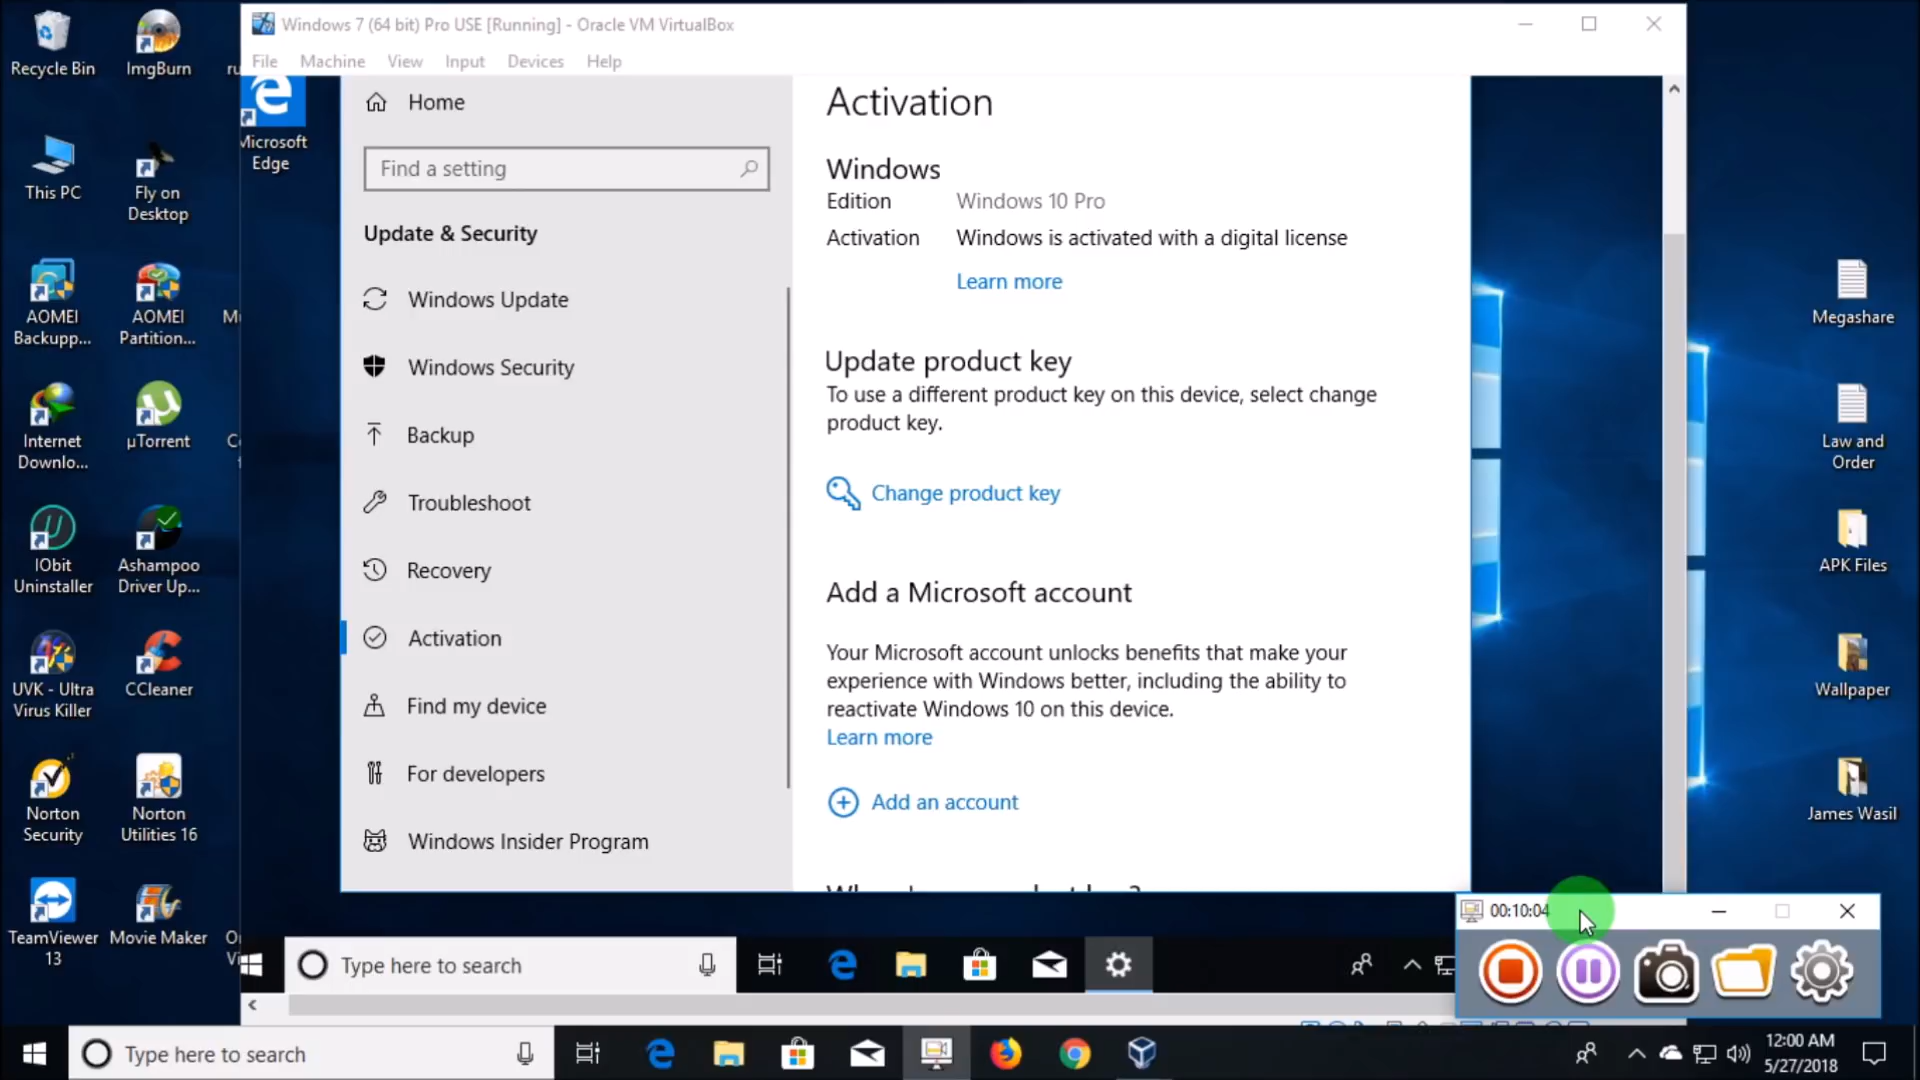 Recycle Bin
ImgBurn
This PC
Fly on
Desktop
AOMEI
Backupp...
AOMEI
Partition...
Internet
Downlo...
µTorrent
IObit
Uninstaller
Ashampoo
Driver Up...
UVK - Ultra
Virus Killer
CCleaner
Norton
Security
Norton
Utilities 16
TeamViewer
13
Movie Maker
Windows 7 (64 bit) Pro USE [Running] - Oracle VM VirtualBox
File Machine View Input Devices Help
Microsoft
Edge
Home
Find a setting
Update & Security
Windows Update
Windows Security
Backup
Troubleshoot
Recovery
Activation
Find my device
For developers
Windows Insider Program
Activation
Windows
Edition Windows 10 Pro
Activation Windows is activated with a digital license
Learn more
Update product key
To use a different product key on this device, select change
product key.
Change product key
Add a Microsoft account
Your Microsoft account unlocks benefits that make your
experience with Windows better, including the ability to
reactivate Windows 10 on this device.
Learn more
Add an account
Type here to search
Megashare
Law and
Order
APK Files
Wallpaper
James Wasil
00:10:04
Type here to search
12:00 AM
5/27/2018